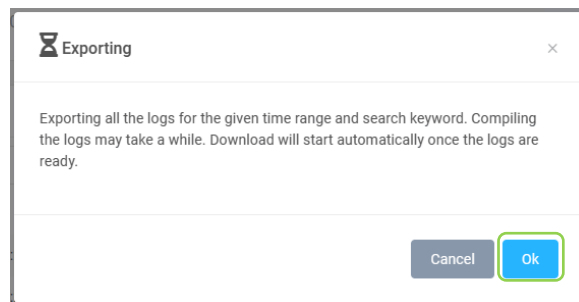 Exporting
Exporting all the logs for the given time range and search keyword. Compiling
the logs may take a while. Download will start automatically once the logs are
ready.
Cancel
Ok